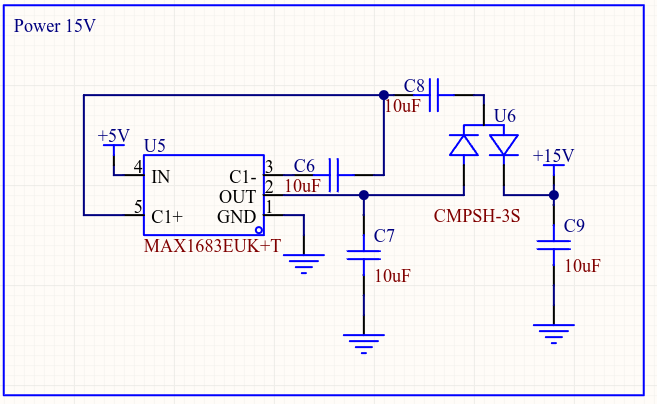 Power 15V
C8
10uF
U6
+5V
U5
+15V
4
IN
C1-
3
C6
10uF
OUT
2
5
C1+
GND
1
CMPSH-3S
MAX1683EUK+T
C7
10uF
C9
10uF